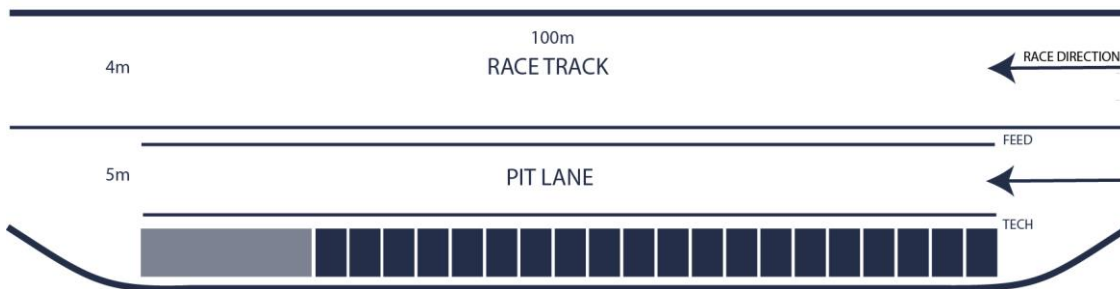 100m
4m
RACE TRACK
RACE DIRECTION
FEED
5m
PIT LANE
TECH